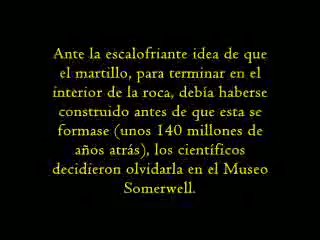 Ante la escalofriante idea de que
el martillo, para terminar en el
interior de la roca, debía haberse
construido antes de que esta se
formase (unos 140 millones de
años atrás), los científicos
decidieron olvidarla en el Museo
Somerwell.